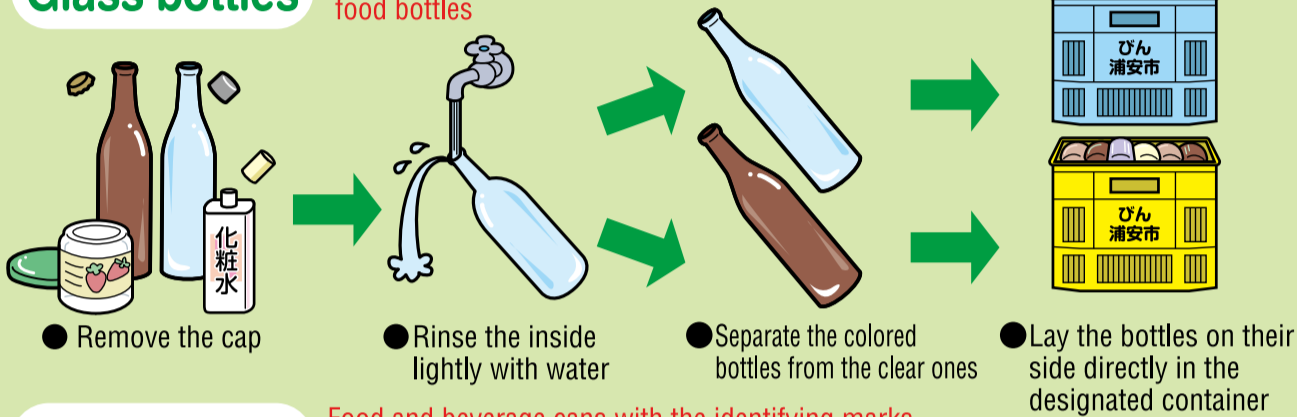 Glass bottles
food bottles
びん
浦安市
びん
浦安市
化
粧
水
● Remove the cap
● Rinse the inside
lightly with water
● Separate the colored
bottles from the clear ones
● Lay the bottles on their
side directly in the
designated container
Food and beverage cans with the identifying marks